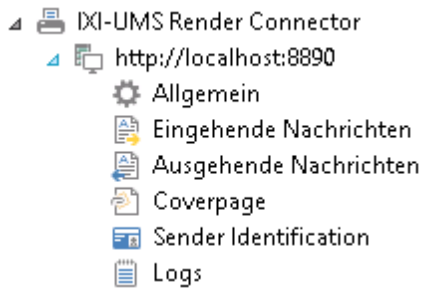 IXI-UMS Render Connector
http://localhost:8890
Allgemein
Eingehende Nachrichten
Ausgehende Nachrichten
Coverpage
Sender Identification
Logs